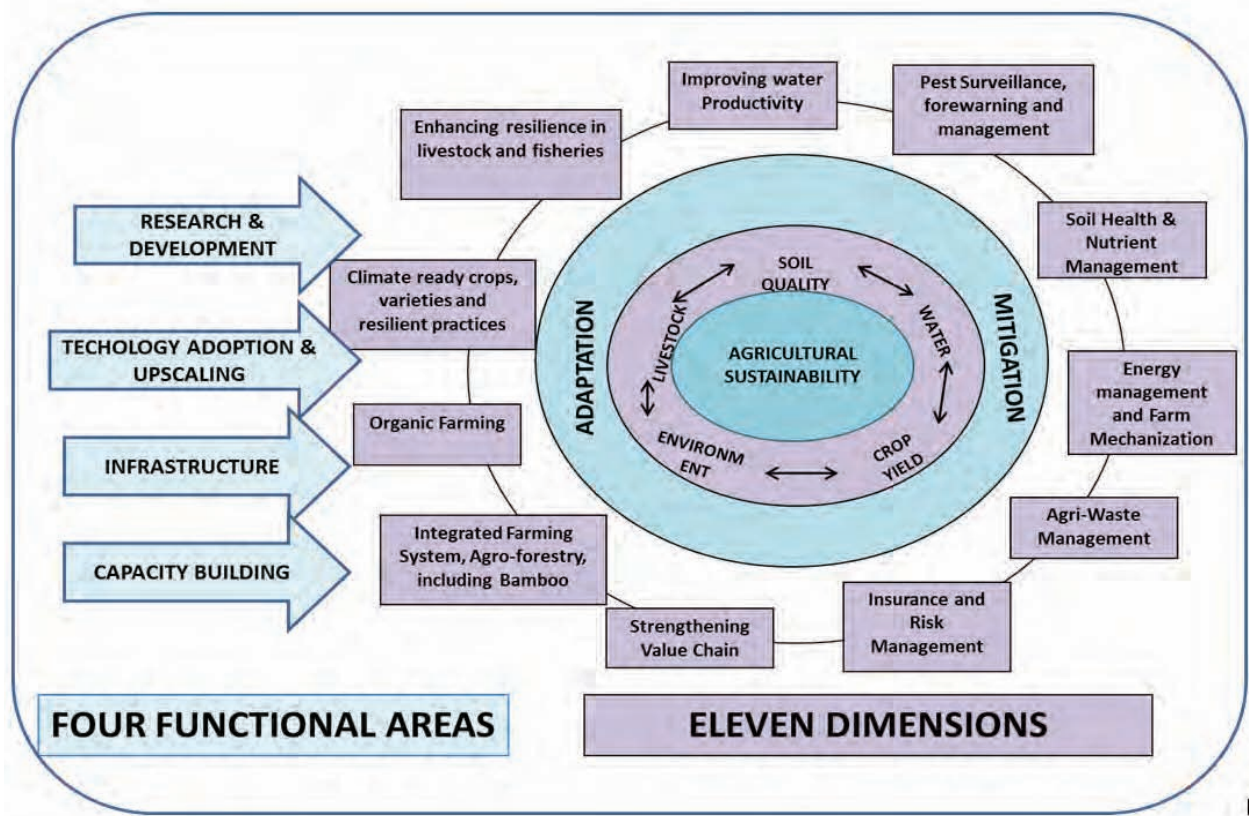 Improving water
Productivity
Pest Surveillance,
forewarning and
management
Enhancing resilience in
livestock and fisheries
RESEARCH &
DEVELOPMENT
Soil Health &
Nutrient
Management
Climate ready crops,
varieties and
resilient practices
TECHOLOGY ADOPTION &
UPSCALING
Energy
management
and Farm
Mechanization
Organic Farming
INFRASTRUCTURE
Agri-Waste
Management
Integrated Farming
System, Agro-forestry,
including Bamboo
CAPACITY BUILDING
Insurance and
Risk
Management
Strengthening
Value Chain
ADAPTATION
MITIGATION
SOIL
QUALITY
LIVESTOCK
WATER
AGRICULTURAL
SUSTAINABILITY
ENVIRONM
ENT
CROP
YIELD
FOUR FUNCTIONAL AREAS
ELEVEN DIMENSIONS